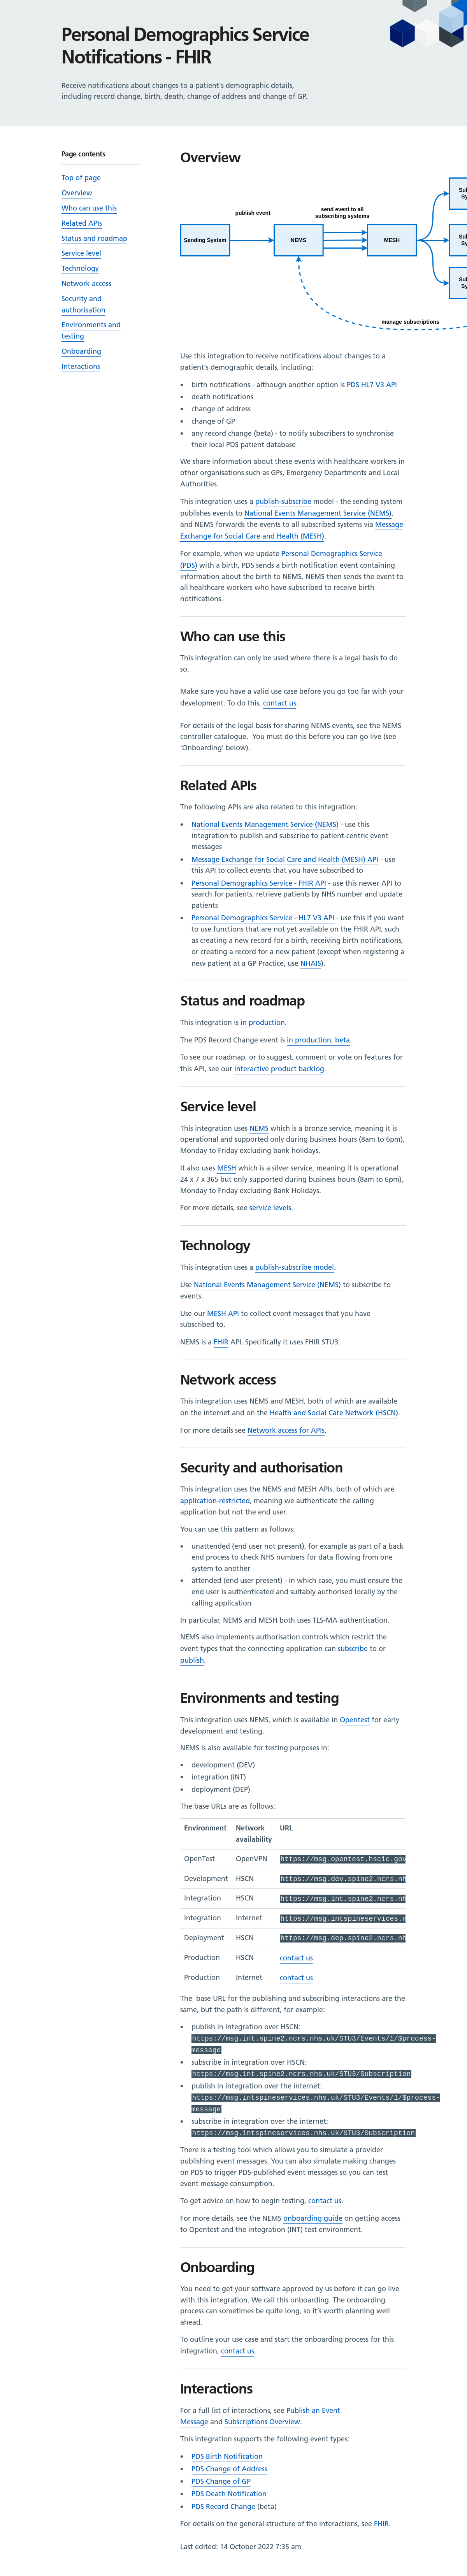 Personal Demographics Service
Notifications - FHIR
Receive notifications about changes to a patient's demographic details,
including record change, birth, death, change of address and change of GP.
Page contents
Top of page
Overview
Who can use this
Related APIs
Status and roadmap
Service level
Technology
Network access
Security and
authorisation
Environments and
testing
Onboarding
Interactions
Overview
publish event
send event to all
subscribing systems
Sending System
NEMS
MESH
manage subscriptions
Use this integration to receive notifications about changes to a
patient's demographic details, including:
• birth notifications - although another option is PDS HL7 V3 API
• death notifications
• change of address
• change of GP
• any record change (beta) - to notify subscribers to synchronise
their local PDS patient database
We share information about these events with healthcare workers in
other organisations such as GPs, Emergency Departments and Local
Authorities.
This integration uses a publish-subscribe model - the sending system
publishes events to National Events Management Service (NEMS),
and NEMS forwards the events to all subscribed systems via Message
Exchange for Social Care and Health (MESH).
For example, when we update Personal Demographics Service
(PDS) with a birth, PDS sends a birth notification event containing
information about the birth to NEMS. NEMS then sends the event to
all healthcare workers who have subscribed to receive birth
notifications.
Who can use this
This integration can only be used where there is a legal basis to do
so.
Make sure you have a valid use case before you go too far with your
development. To do this, contact us.
For details of the legal basis for sharing NEMS events, see the NEMS
controller catalogue.  You must do this before you can go live (see
'Onboarding' below).
Related APIs
The following APIs are also related to this integration:
• National Events Management Service (NEMS) - use this
integration to publish and subscribe to patient-centric event
messages
• Message Exchange for Social Care and Health (MESH) API - use
this API to collect events that you have subscribed to
• Personal Demographics Service - FHIR API - use this newer API to
search for patients, retrieve patients by NHS number and update
patients
• Personal Demographics Service - HL7 V3 API - use this if you want
to use functions that are not yet available on the FHIR API, such
as creating a new record for a birth, receiving birth notifications,
or creating a record for a new patient (except when registering a
new patient at a GP Practice, use NHAIS).
Status and roadmap
This integration is in production.
The PDS Record Change event is in production, beta.
To see our roadmap, or to suggest, comment or vote on features for
this API, see our interactive product backlog.
Service level
This integration uses NEMS which is a bronze service, meaning it is
operational and supported only during business hours (8am to 6pm),
Monday to Friday excluding bank holidays.
It also uses MESH which is a silver service, meaning it is operational
24 x 7 x 365 but only supported during business hours (8am to 6pm),
Monday to Friday excluding Bank Holidays.
For more details, see service levels.
Technology
This integration uses a publish-subscribe model.
Use National Events Management Service (NEMS) to subscribe to
events.
Use our MESH API to collect event messages that you have
subscribed to.
NEMS is a FHIR API. Specifically it uses FHIR STU3.
Network access
This integration uses NEMS and MESH, both of which are available
on the internet and on the Health and Social Care Network (HSCN).
For more details see Network access for APIs.
Security and authorisation
This integration uses the NEMS and MESH APIs, both of which are
application-restricted, meaning we authenticate the calling
application but not the end user.
You can use this pattern as follows:
• unattended (end user not present), for example as part of a back
end process to check NHS numbers for data flowing from one
system to another
• attended (end user present) - in which case, you must ensure the
end user is authenticated and suitably authorised locally by the
calling application
In particular, NEMS and MESH both uses TLS-MA authentication.
NEMS also implements authorisation controls which restrict the
event types that the connecting application can subscribe to or
publish.
Environments and testing
This integration uses NEMS, which is available in Opentest for early
development and testing.
NEMS is also available for testing purposes in:
• development (DEV)
• integration (INT)
• deployment (DEP)
The base URLs are as follows:
Environment Network URL
availability
OpenTest OpenVPN https://msg.opentest.hscic.gov
Development HSCN https://msg.dev.spine2.ncrs.nh
Integration HSCN https://msg.int.spine2.ncrs.nh
Integration Internet https://msg.intspineservices.n
Deployment HSCN https://msg.dep.spine2.ncrs.nh
Production HSCN contact us
Production Internet contact us
The  base URL for the publishing and subscribing interactions are the
same, but the path is different, for example:
• publish in integration over HSCN:
https://msg.int.spine2.ncrs.nhs.uk/STU3/Events/1/$process-
message
• subscribe in integration over HSCN:
https://msg.int.spine2.ncrs.nhs.uk/STU3/Subscription
• publish in integration over the internet:
https://msg.intspineservices.nhs.uk/STU3/Events/1/$process-
message
• subscribe in integration over the internet:
https://msg.intspineservices.nhs.uk/STU3/Subscription
There is a testing tool which allows you to simulate a provider
publishing event messages. You can also simulate making changes
on PDS to trigger PDS-published event messages so you can test
event message consumption.
To get advice on how to begin testing, contact us.
For more details, see the NEMS onboarding guide on getting access
to Opentest and the integration (INT) test environment.
Onboarding
You need to get your software approved by us before it can go live
with this integration. We call this onboarding. The onboarding
process can sometimes be quite long, so it's worth planning well
ahead.
To outline your use case and start the onboarding process for this
integration, contact us.
Interactions
For a full list of interactions, see Publish an Event
Message and Subscriptions Overview.
This integration supports the following event types:
• PDS Birth Notification
• PDS Change of Address
• PDS Change of GP
• PDS Death Notification
• PDS Record Change (beta)
For details on the general structure of the interactions, see FHIR.
Last edited: 14 October 2022 7:35 am